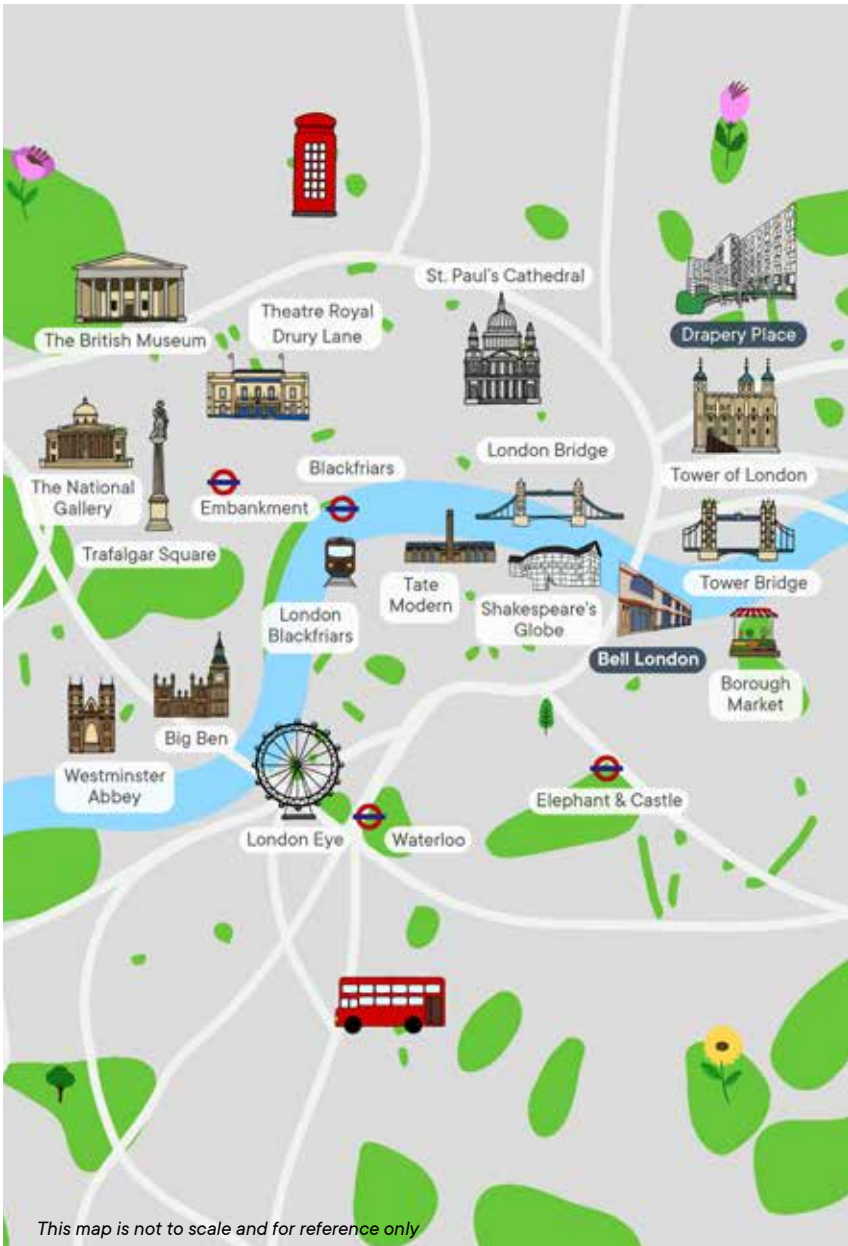 St. Paul's Cathedral
Theatre Royal
Drury Lane
The British Museum
Drapery Place
London Bridge
Blackfriars
Tower of London
The National
Gallery
Embankment
Trafalgar Square
Tate
Modern
Tower Bridge
Shakespeare's
Globe
London
Blackfriars
Bell London
Borough
Market
Big Ben
Westminster
Abbey
Elephant & Castle
London Eye
Waterloo
This map is not to scale and for reference only